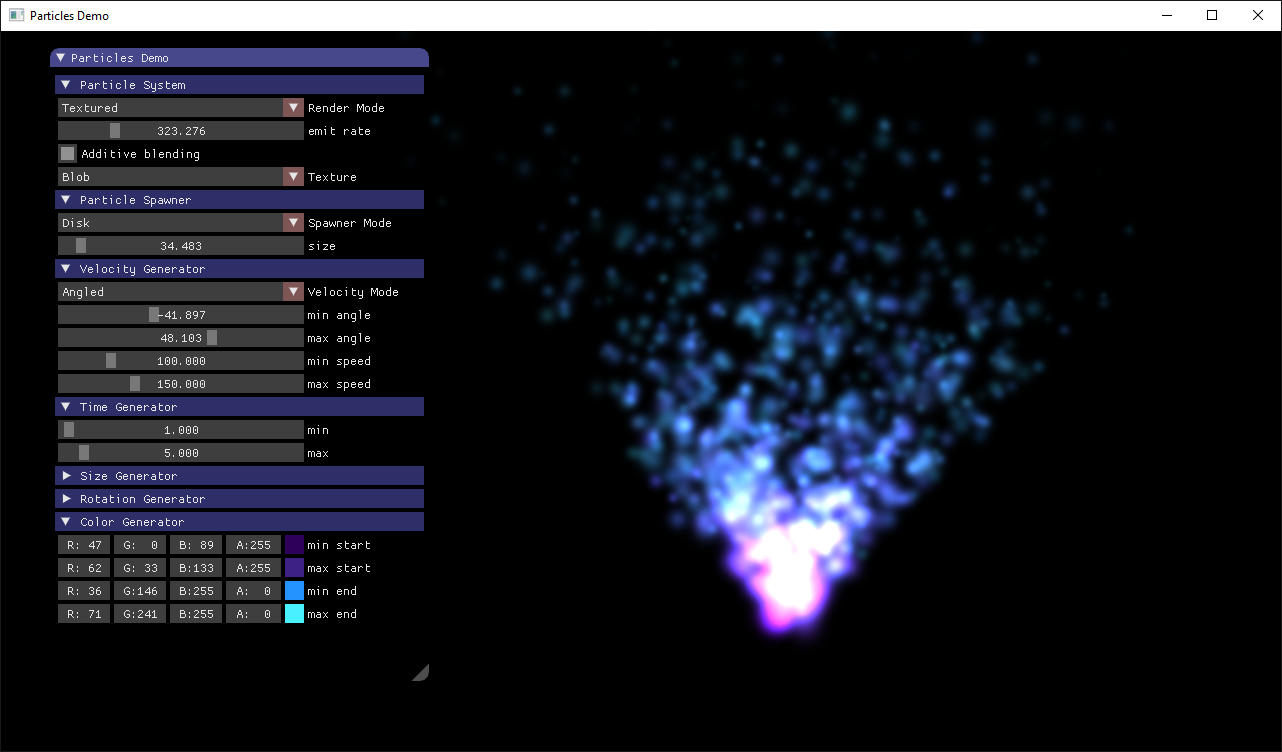 Particles Demo
Particles Demo
Particle System
Textured Render Mode
323.276 emit rate
Additive blending
Blob Texture
Particle Spawner
Disk Spawner Mode
34.483 size
Velocity Generator
Angled Velocity Mode
-41.897 min angle
48.103 max angle
100.000 min speed
150.000 max speed
Time Generator
1.000 min
5.000 max
Size Generator
Rotation Generator
Color Generator
R: 47 G: 0 B: 89 A:255 min start
R: 62 G: 33 B:133 A:255 max start
R: 36 G:146 B:255 A: 0 min end
R: 71 G:241 B:255 A: 0 max end